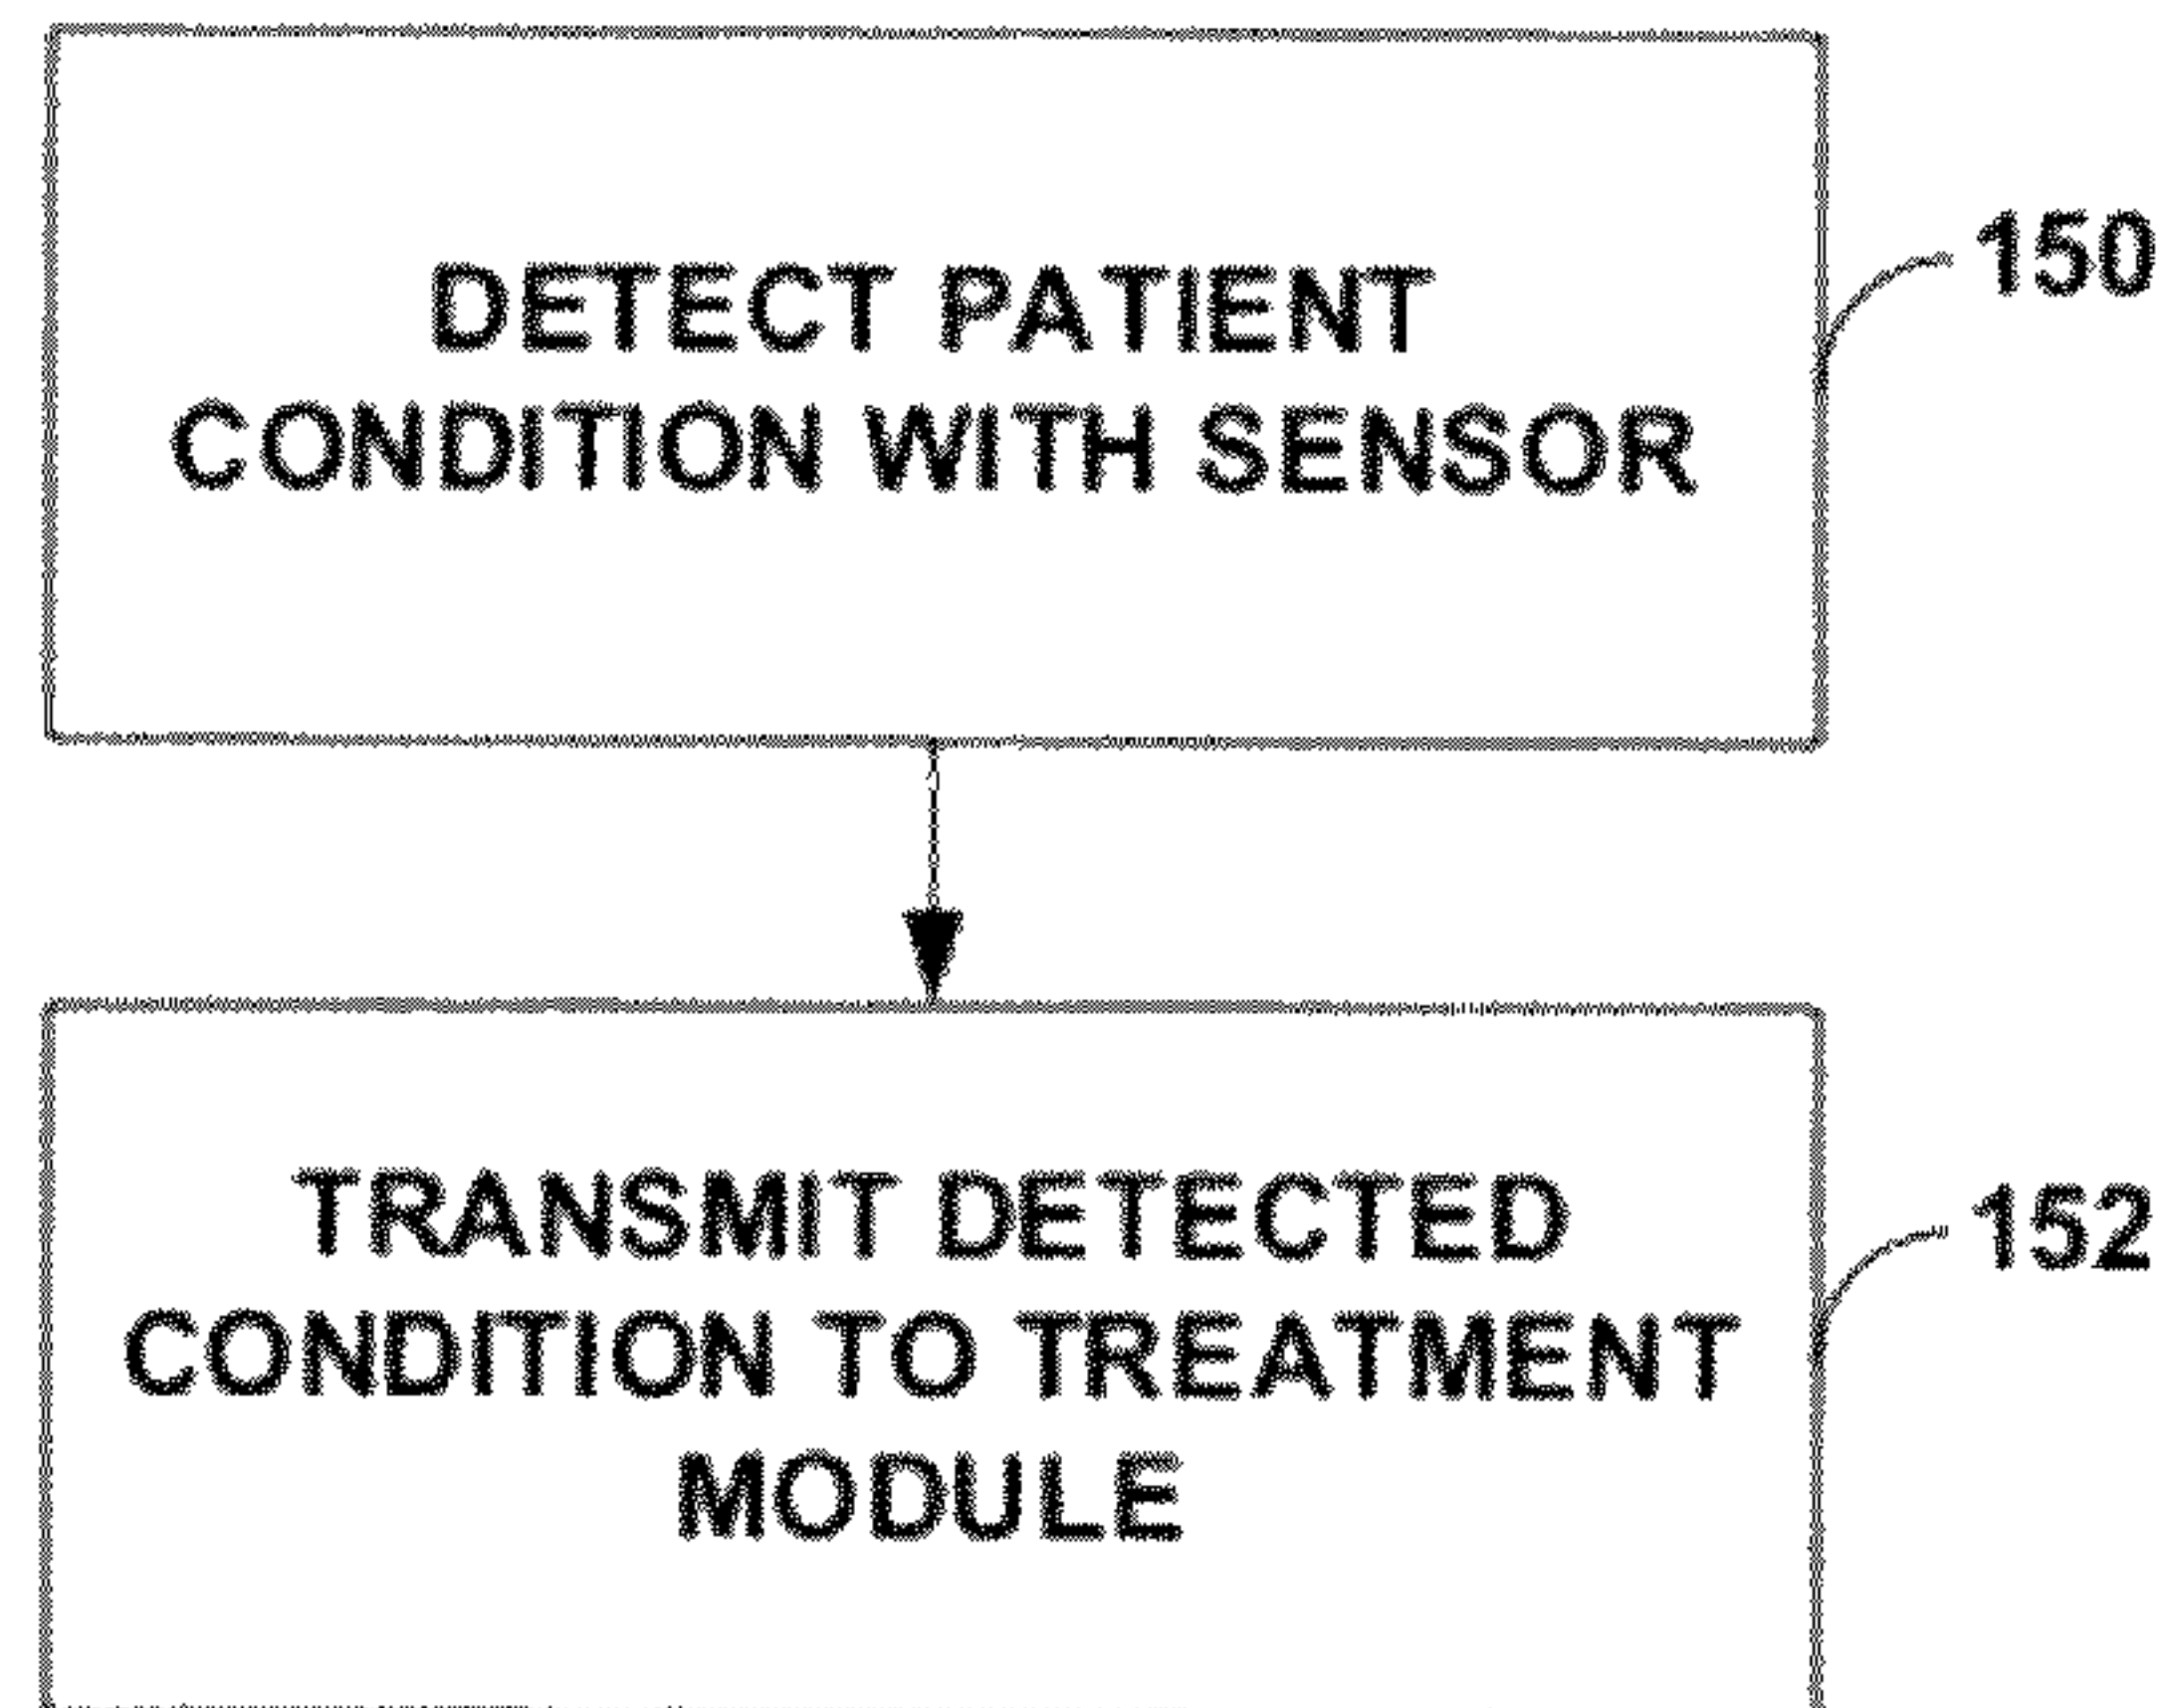 DETECT PATIENT
CONDITION WITH SENSOR
150
TRANSMIT DETECTED
CONDITION TO TREATMENT
MODULE
152